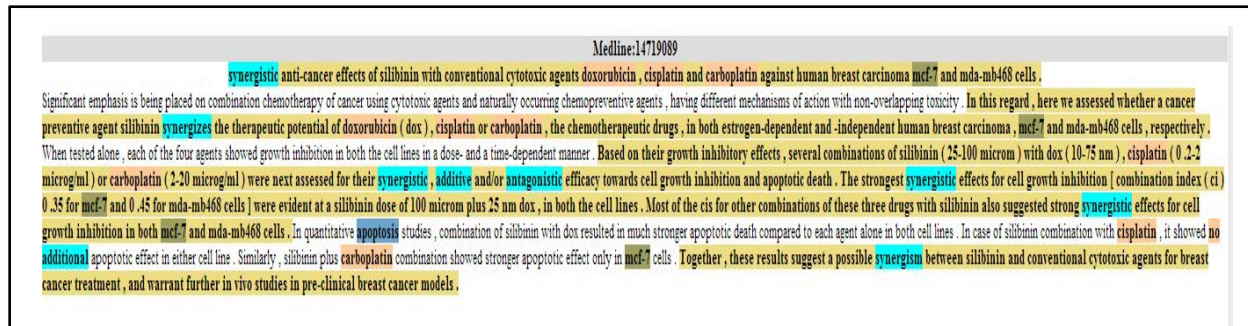 Medline:14719089
synergistic anti-cancer effects of silibinin with conventional cytotoxic agents doxorubicin , cisplatin and carboplatin against human breast carcinoma mcf-7 and mda-mb468 cells .
Significant emphasis is being placed on combination chemotherapy of cancer using cytotoxic agents and naturally occurring chemopreventive agents , having different mechanisms of action with non-overlapping toxicity . In this regard , here we assessed whether a cancer
preventive agent silibinin synergizes the therapeutic potential of doxorubicin ( dox ) , cisplatin or carboplatin , the chemotherapeutic drugs , in both estrogen-dependent and -independent human breast carcinoma , mcf-7 and mda-mb468 cells , respectively .
When tested alone , each of the four agents showed growth inhibition in both the cell lines in a dose- and a time-dependent manner . Based on their growth inhibitory effects , several combinations of silibinin ( 25-100 microm ) with dox ( 10-75 nm ) , cisplatin ( 0 .2-2
microg/ml ) or carboplatin ( 2-20 microg/ml ) were next assessed for their synergistic , additive and/or antagonistic efficacy towards cell growth inhibition and apoptotic death . The strongest synergistic effects for cell growth inhibition [ combination index ( ci )
0 .35 for mcf-7 and 0 .45 for mda-mb468 cells ] were evident at a silibinin dose of 100 microm plus 25 nm dox , in both the cell lines . Most of the cis for other combinations of these three drugs with silibinin also suggested strong synergistic effects for cell
growth inhibition in both mcf-7 and mda-mb468 cells . In quantitative apoptosis studies , combination of silibinin with dox resulted in much stronger apoptotic death compared to each agent alone in both cell lines . In case of silibinin combination with cisplatin , it showed no
additional apoptotic effect in either cell line . Similarly , silibinin plus carboplatin combination showed stronger apoptotic effect only in mcf-7 cells . Together , these results suggest a possible synergism between silibinin and conventional cytotoxic agents for breast
cancer treatment , and warrant further in vivo studies in pre-clinical breast cancer models .